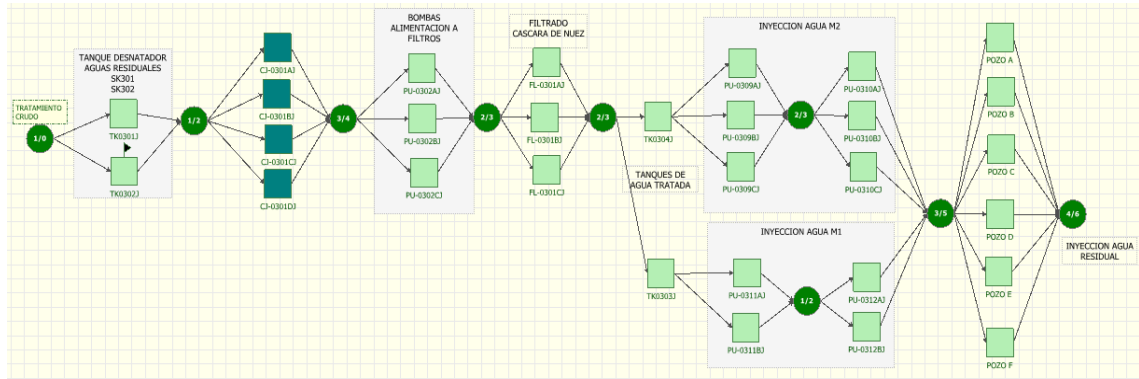 TRATAMIENTO
CRUDO
1/0
TANQUE DESNATADOR
AGUAS RESIDUALES
SK301
SK302
TK0301J
TK0302J
1/2
CJ-0301AJ
CJ-0301BJ
CJ-0301CJ
CJ-0301DJ
3/4
BOMBAS
ALIMENTACION A
FILTROS
PU-0302AJ
PU-0302BJ
PU-0302CJ
2/3
FILTRADO
CASCARA DE NUEZ
FL-0301AJ
FL-0301BJ
FL-0301CJ
2/3
TANQUES DE
AGUA TRATADA
TK0304J
TK0303J
INYECCION AGUA M2
PU-0309AJ
PU-0309BJ
PU-0309CJ
2/3
PU-0310AJ
PU-0310BJ
PU-0310CJ
INYECCION AGUA M1
PU-0311AJ
PU-0311BJ
1/2
PU-0312AJ
PU-0312BJ
3/5
POZO A
POZO B
POZO C
POZO D
POZO E
POZO F
4/6
INYECCION AGUA
RESIDUAL